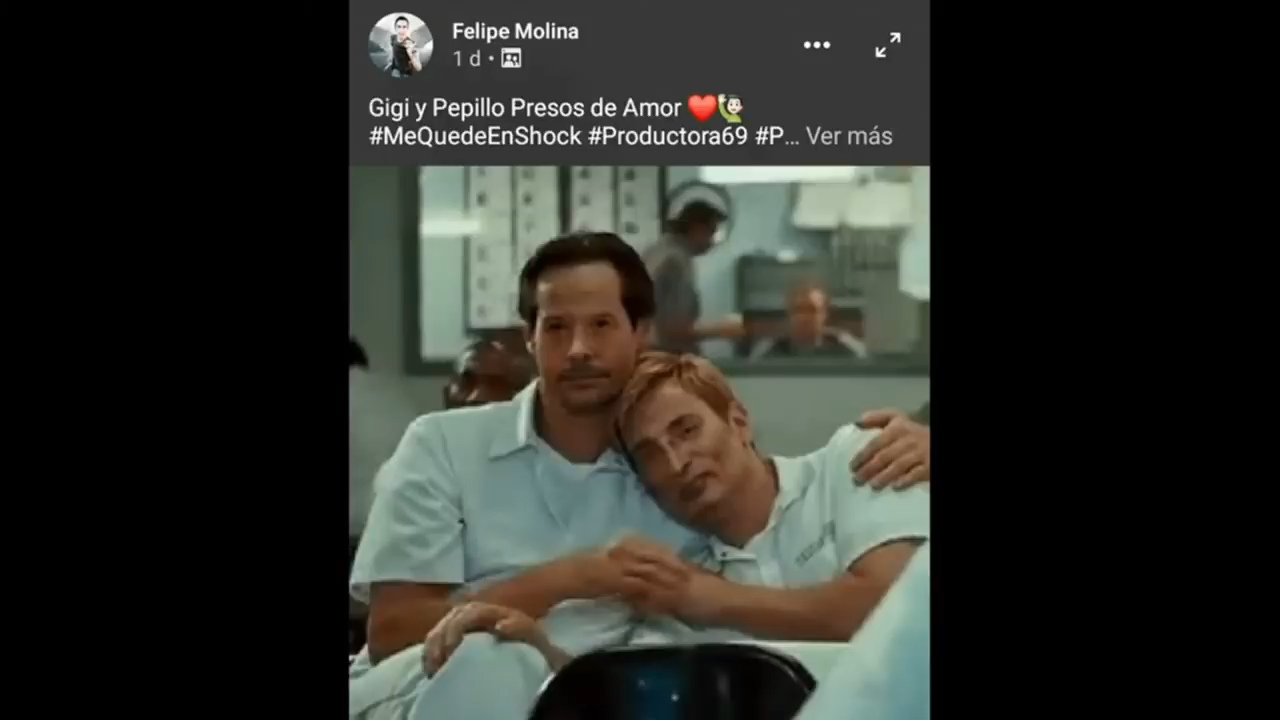 Felipe Molina
1 d •
Gigi y Pepillo Presos de Amor ❤️🙋🏻‍♂️
#MeQuedeEnShock #Productora69 #P... Ver más